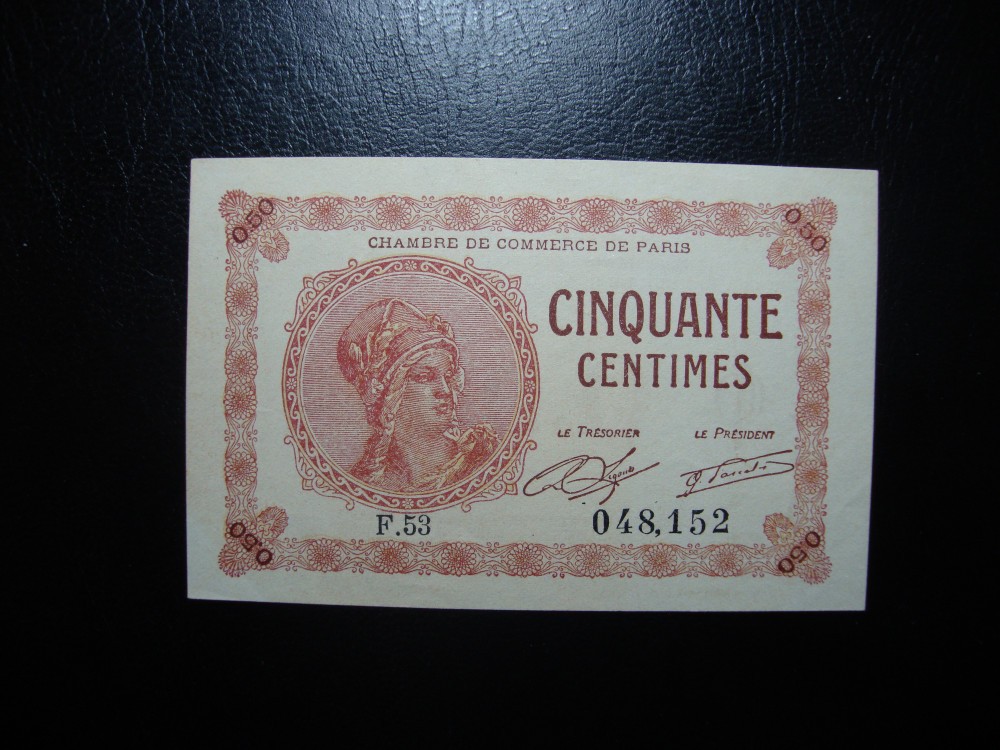 0.50
0.50
CHAMBRE DE COMMERCE DE PARIS
CINQUANTE
CENTIMES
LE TRÉSORIER LE PRÉSIDENT
F.53 048,152
0.50
0.50